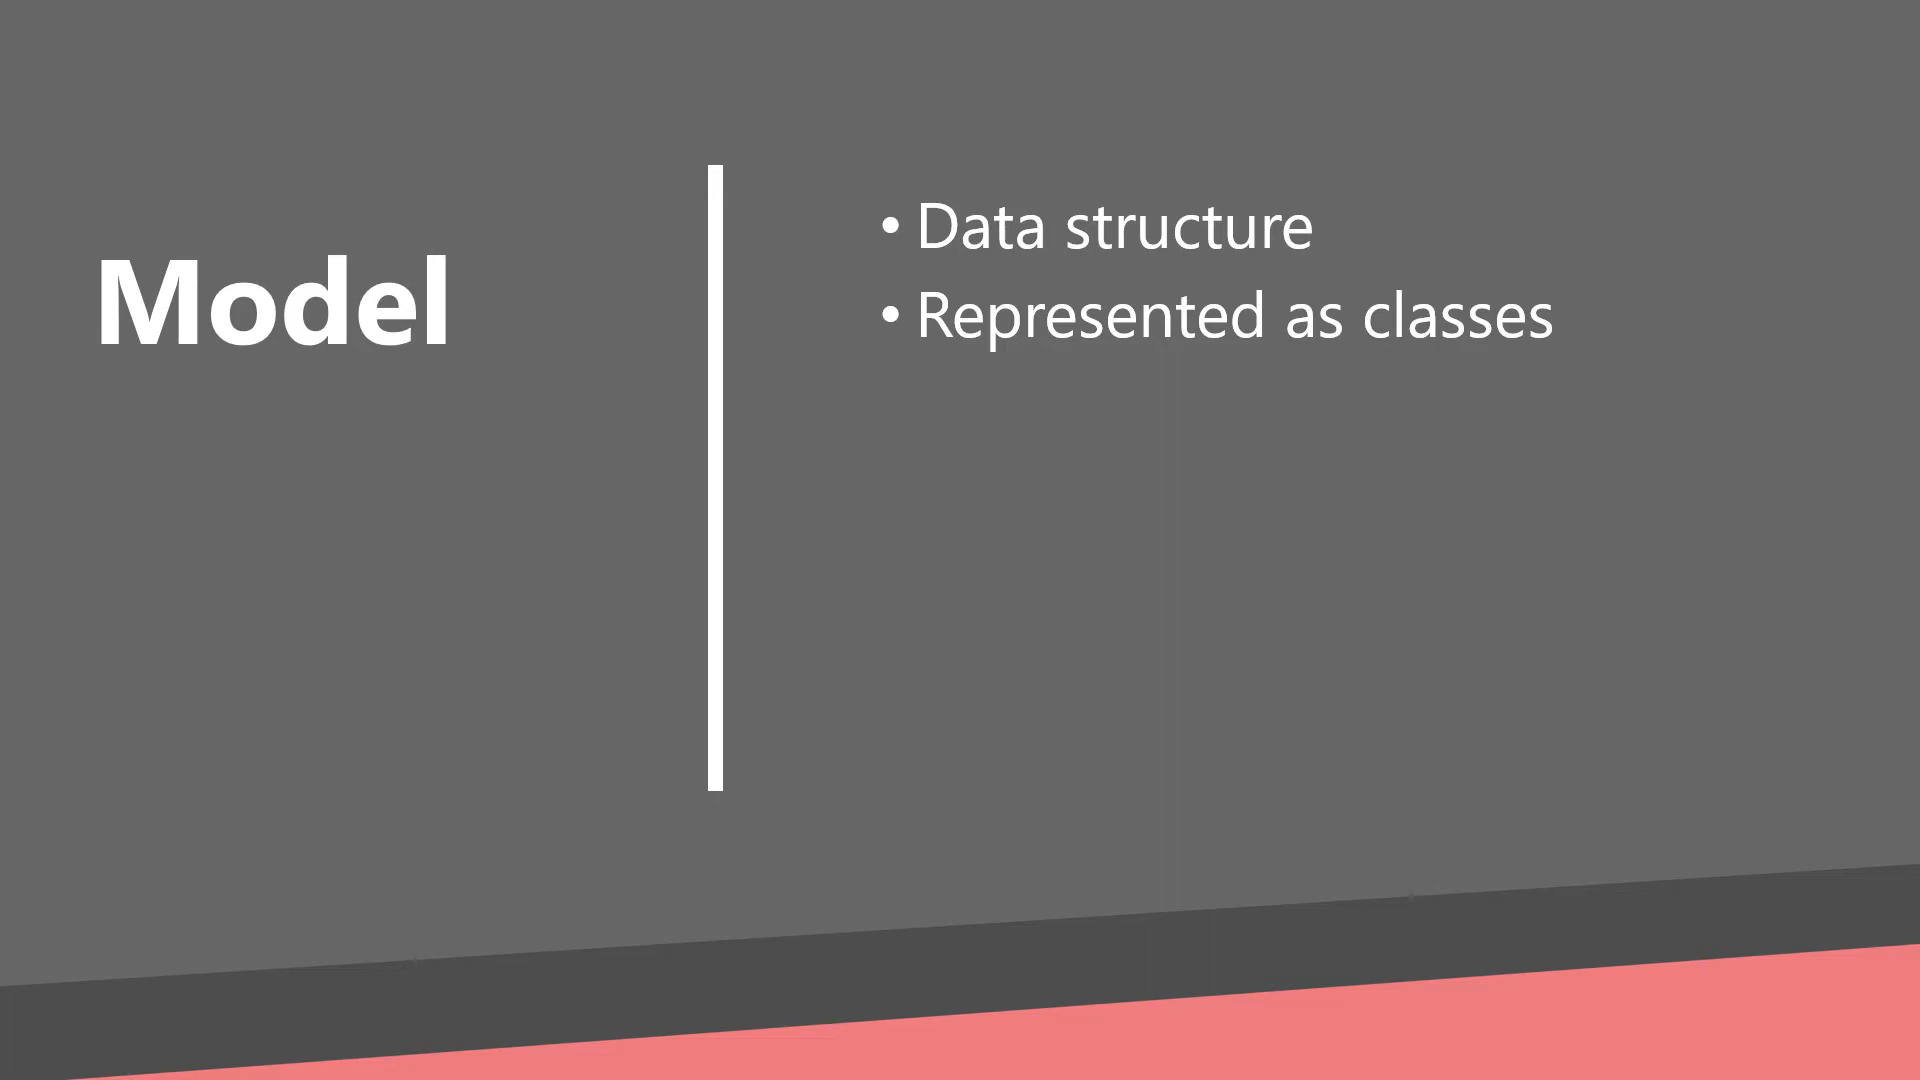 Model
• Data structure
• Represented as classes